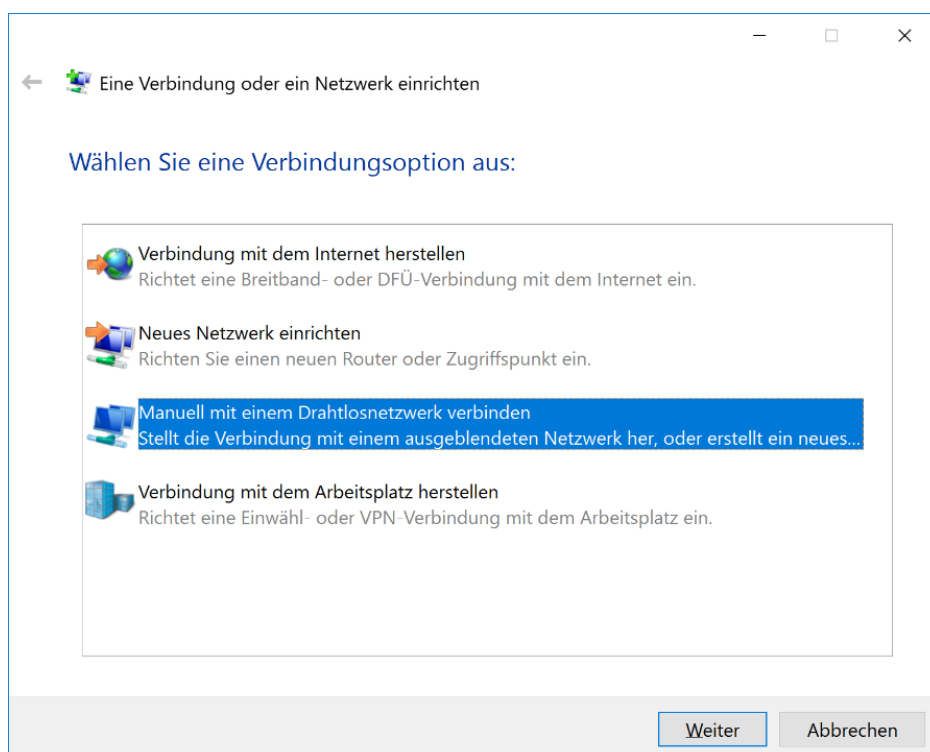 Eine Verbindung oder ein Netzwerk einrichten
Wählen Sie eine Verbindungsoption aus:
Verbindung mit dem Internet herstellen
Richtet eine Breitband- oder DFÜ-Verbindung mit dem Internet ein.
Neues Netzwerk einrichten
Richten Sie einen neuen Router oder Zugriffspunkt ein.
Manuell mit einem Drahtlosnetzwerk verbinden
Stellt die Verbindung mit einem ausgeblendeten Netzwerk her, oder erstellt ein neues...
Verbindung mit dem Arbeitsplatz herstellen
Richtet eine Einwähl- oder VPN-Verbindung mit dem Arbeitsplatz ein.
Weiter Abbrechen